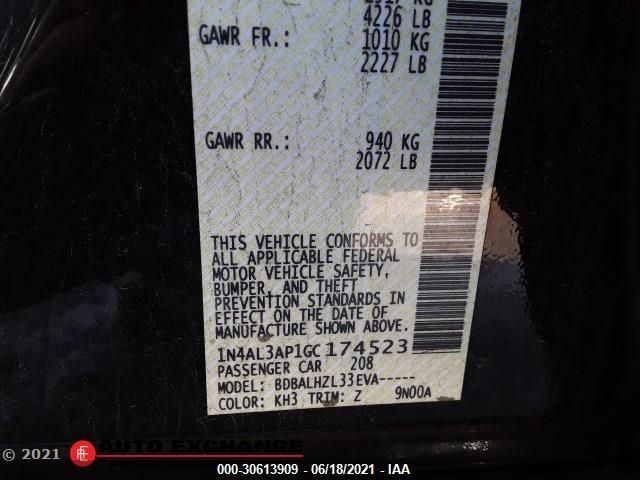 4226 LB
GAWR FR.: 1010 KG
2227 LB
GAWR RR.: 940 KG
2072 LB
THIS VEHICLE CONFORMS TO
ALL APPLICABLE FEDERAL
MOTOR VEHICLE SAFETY,
BUMPER, AND THEFT
PREVENTION STANDARDS IN
EFFECT ON THE DATE OF
MANUFACTURE SHOWN ABOVE.
1N4AL3AP1GC174523
PASSENGER CAR 208
MODEL: BDBALHZL33EVA-----
COLOR: KH3 TRIM: Z 9N00A
© 2021 AUTO EXCHANGE
000-30613909 - 06/18/2021 - IAA